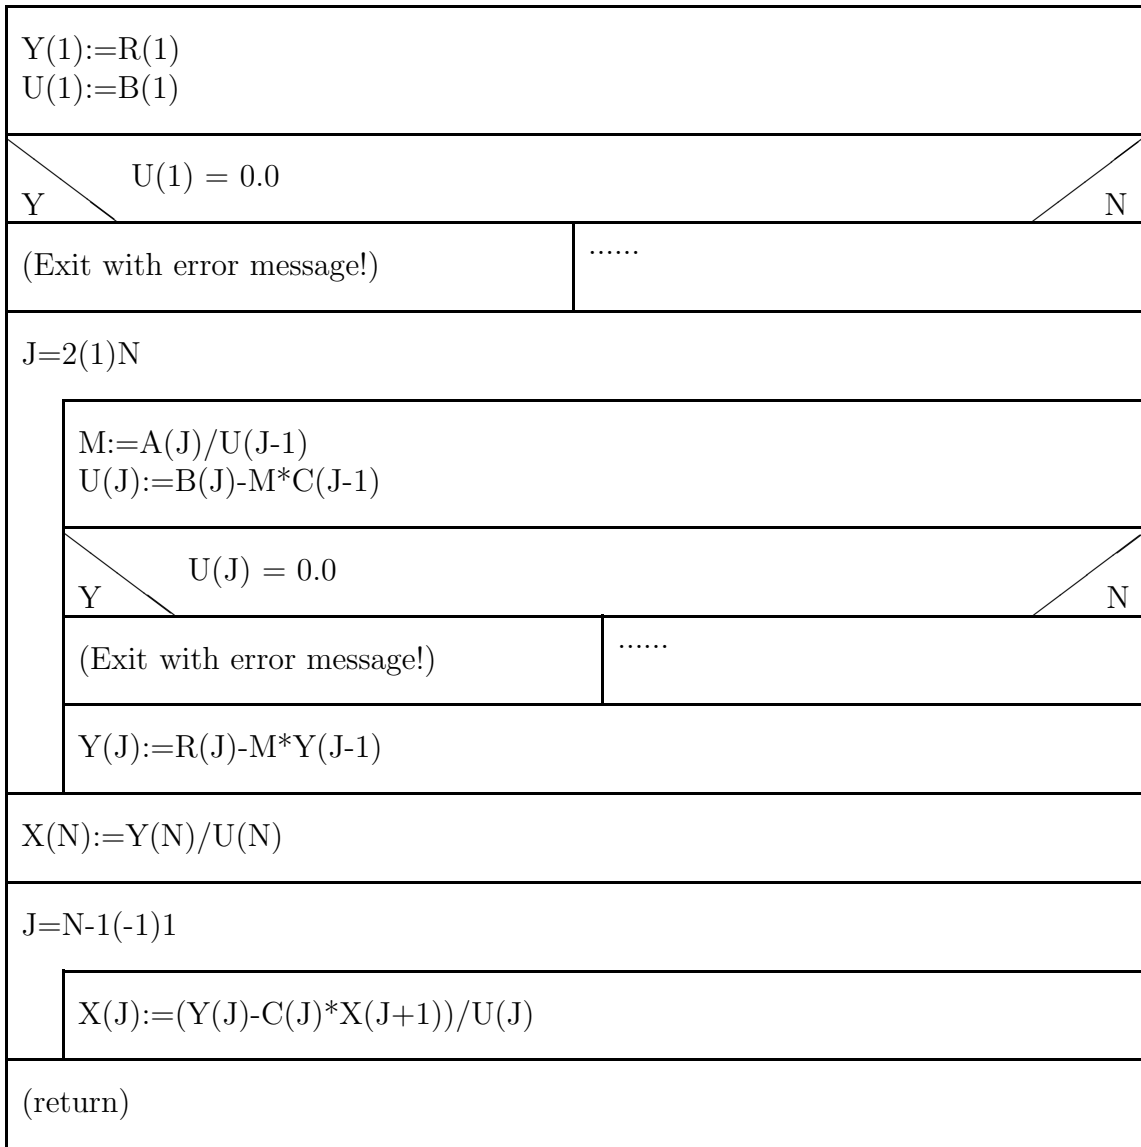 Y(1):=R(1)
U(1):=B(1)
U(1) = 0.0
Y
N
(Exit with error message!)
......
J=2(1)N
M:=A(J)/U(J-1)
U(J):=B(J)-M*C(J-1)
U(J) = 0.0
Y
N
(Exit with error message!)
......
Y(J):=R(J)-M*Y(J-1)
X(N):=Y(N)/U(N)
J=N-1(-1)1
X(J):=(Y(J)-C(J)*X(J+1))/U(J)
(return)